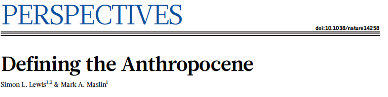 PERSPECTIVES
doi:10.1038/nature14258
Defining the Anthropocene
Simon L. Lewis1,2 & Mark A. Maslin1